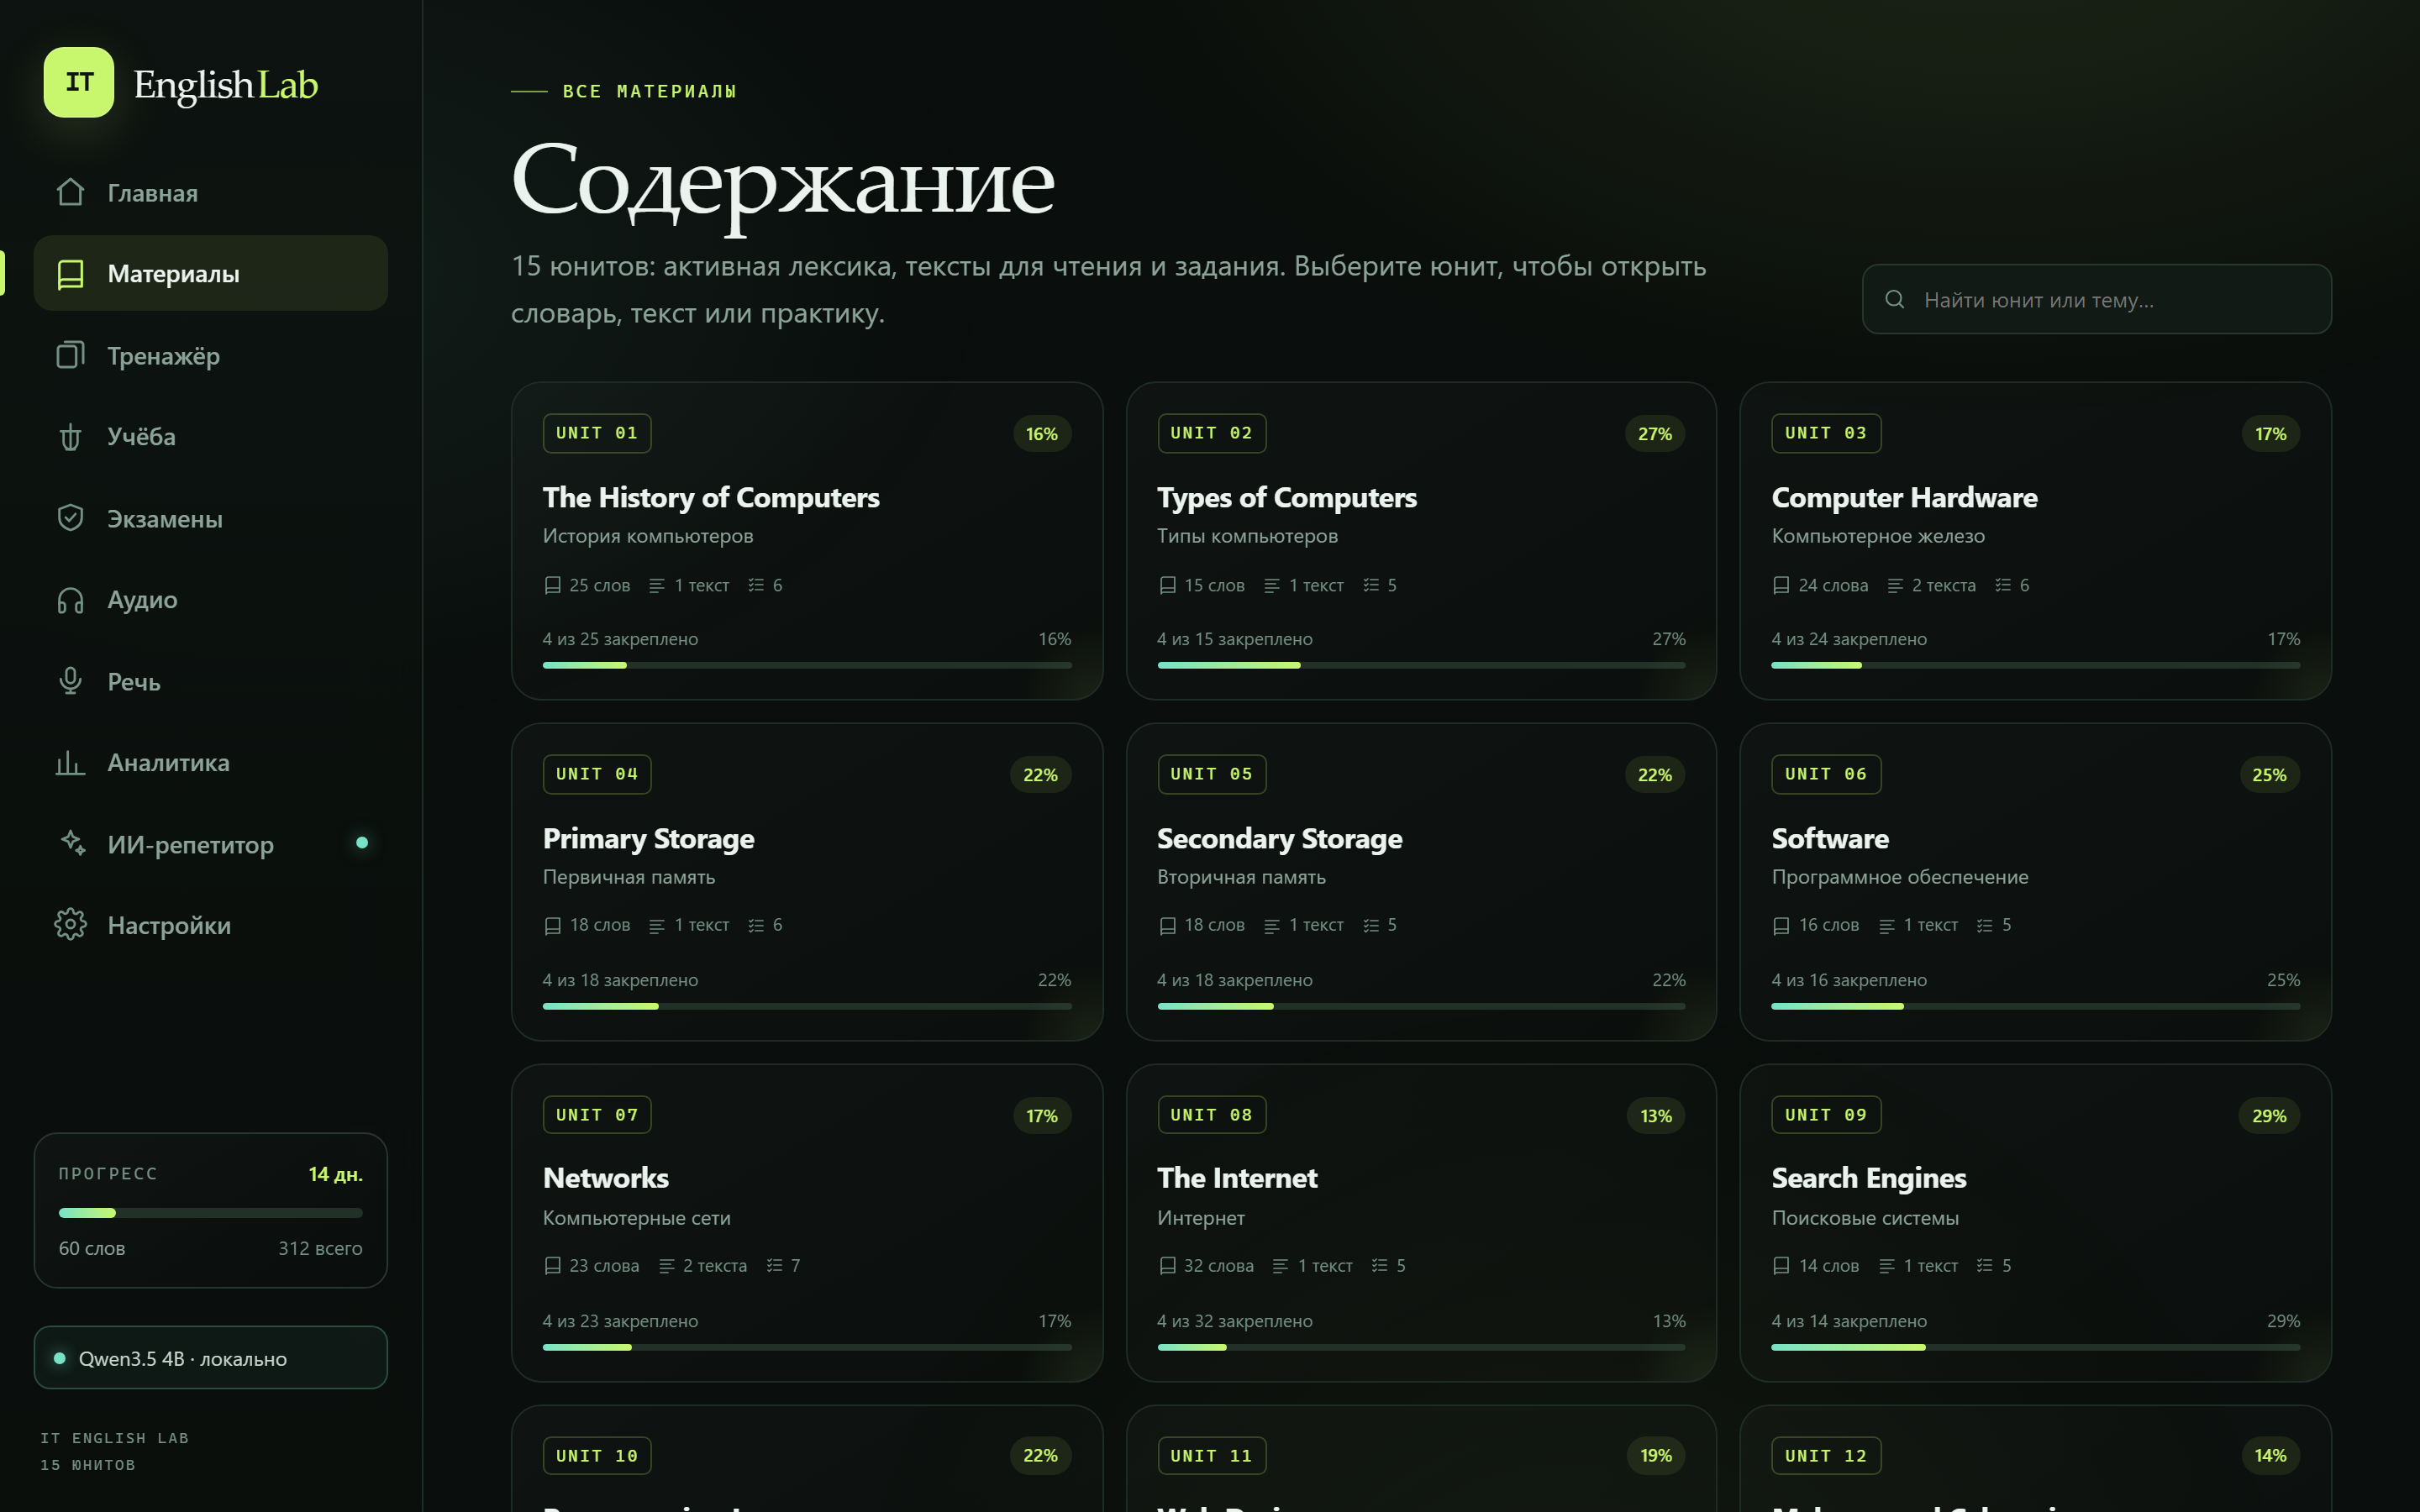 IT EnglishLab
Главная
Материалы
Тренажёр
Учёба
Экзамены
Аудио
Речь
Аналитика
ИИ-репетитор
Настройки
ПРОГРЕСС 14 дн.
60 слов 312 всего
Qwen3.5 4B · локально
IT ENGLISH LAB
15 ЮНИТОВ
ВСЕ МАТЕРИАЛЫ
Содержание
15 юнитов: активная лексика, тексты для чтения и задания. Выберите юнит, чтобы открыть
словарь, текст или практику.
Найти юнит или тему...
UNIT 01 16%
The History of Computers
История компьютеров
25 слов 1 текст 6
4 из 25 закреплено 16%
UNIT 02 27%
Types of Computers
Типы компьютеров
15 слов 1 текст 5
4 из 15 закреплено 27%
UNIT 03 17%
Computer Hardware
Компьютерное железо
24 слова 2 текста 6
4 из 24 закреплено 17%
UNIT 04 22%
Primary Storage
Первичная память
18 слов 1 текст 6
4 из 18 закреплено 22%
UNIT 05 22%
Secondary Storage
Вторичная память
18 слов 1 текст 5
4 из 18 закреплено 22%
UNIT 06 25%
Software
Программное обеспечение
16 слов 1 текст 5
4 из 16 закреплено 25%
UNIT 07 17%
Networks
Компьютерные сети
23 слова 2 текста 7
4 из 23 закреплено 17%
UNIT 08 13%
The Internet
Интернет
32 слова 1 текст 5
4 из 32 закреплено 13%
UNIT 09 29%
Search Engines
Поисковые системы
14 слов 1 текст 5
4 из 14 закреплено 29%
UNIT 10 22%
UNIT 11 19%
UNIT 12 14%